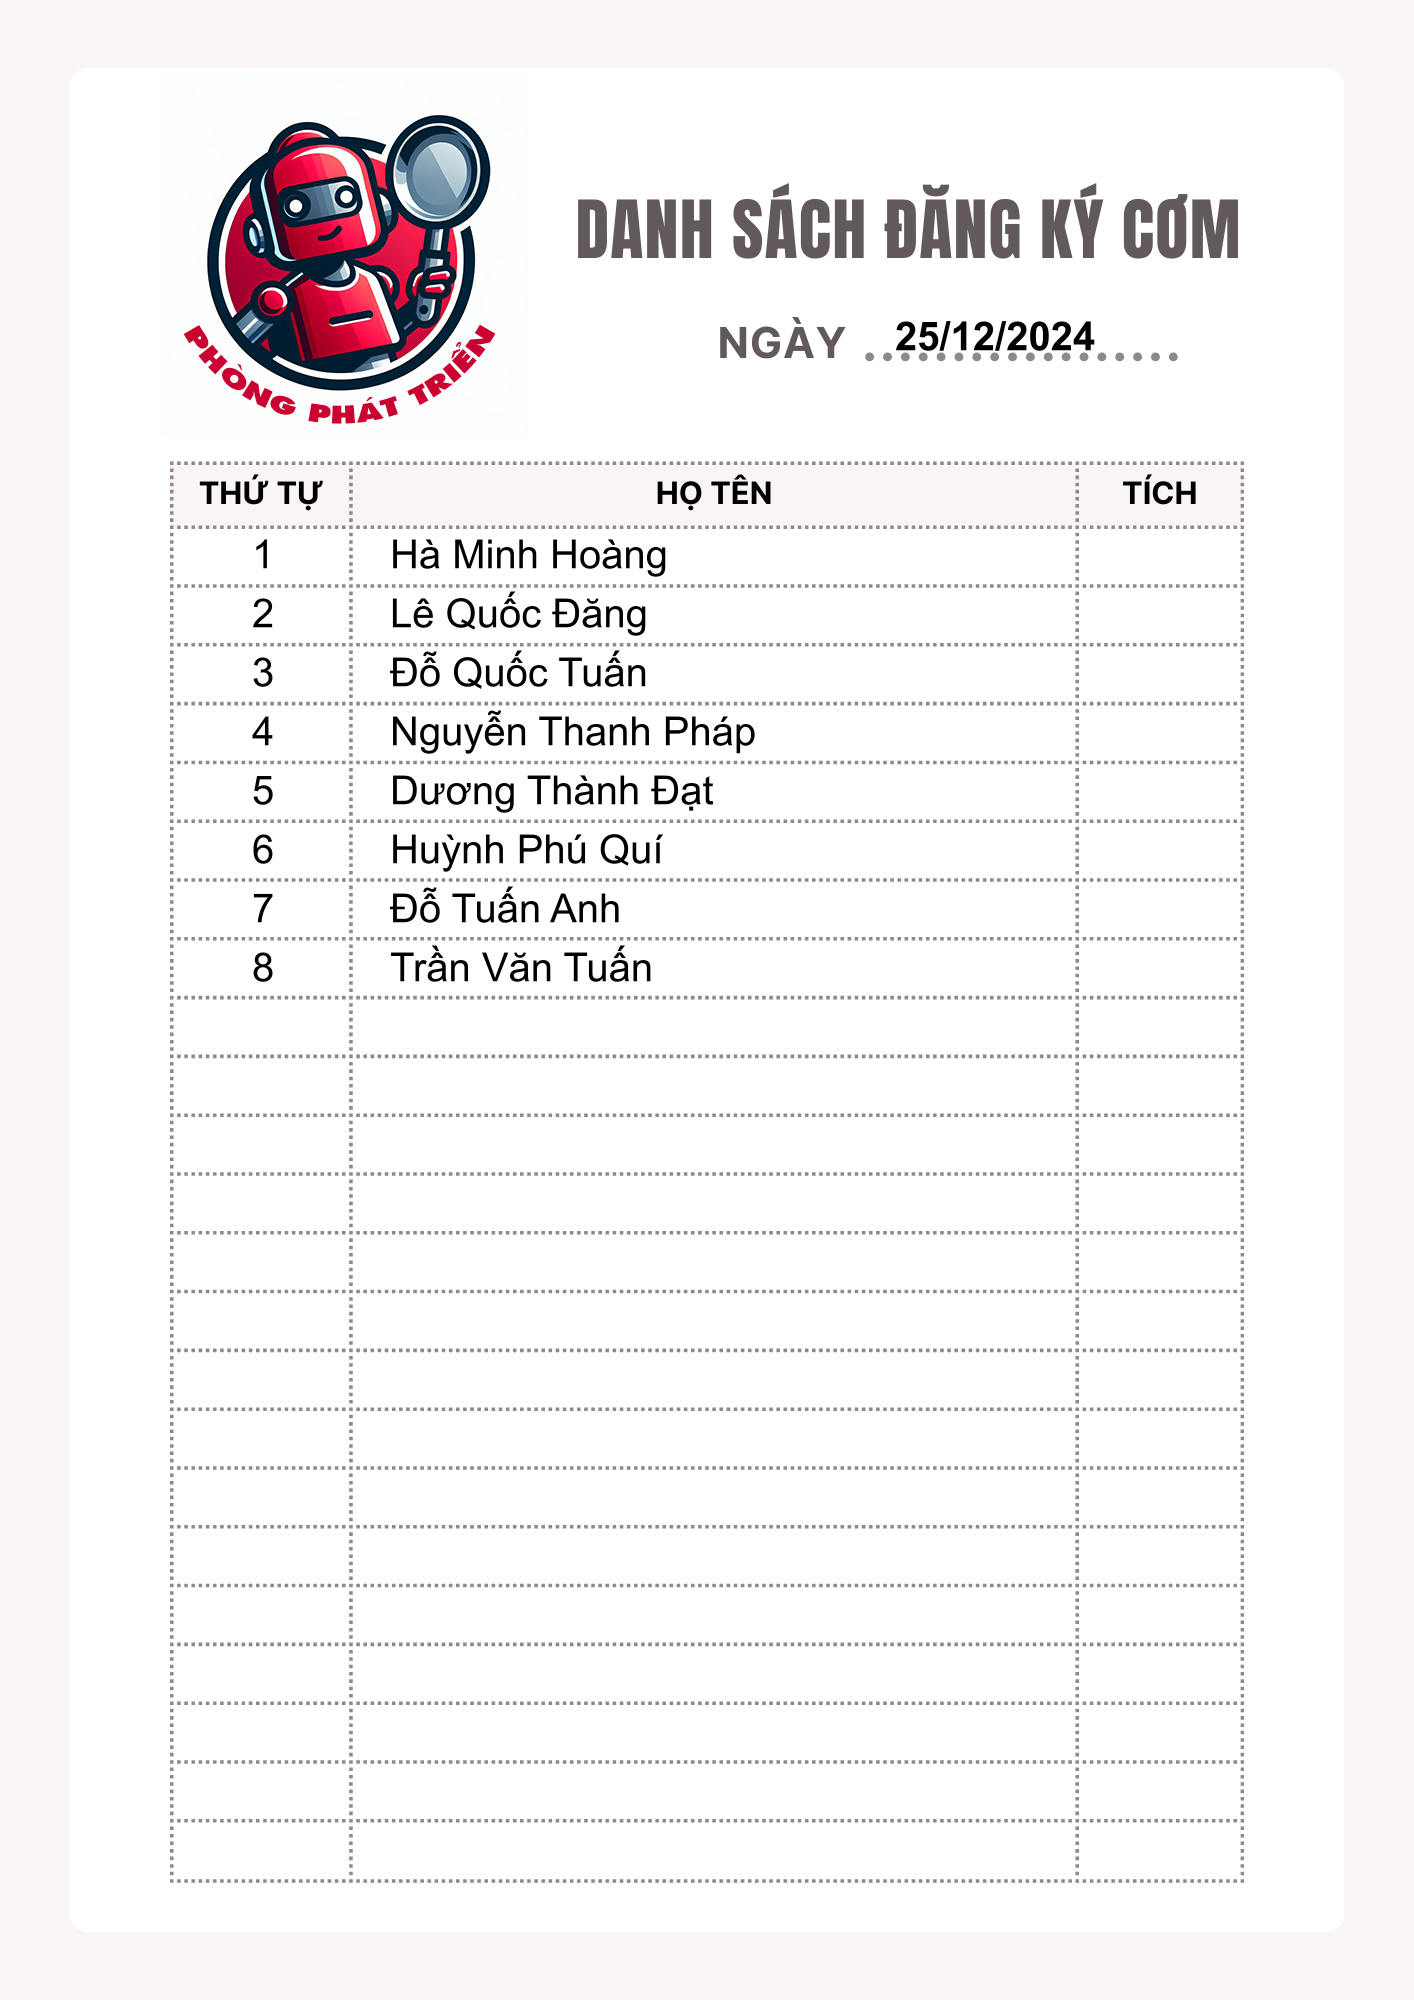 PHÒNG PHÁT TRIỂN
DANH SÁCH ĐĂNG KÝ CƠM
NGÀY 25/12/2024
THỨ TỰ HỌ TÊN TÍCH
1 Hà Minh Hoàng
2 Lê Quốc Đăng
3 Đỗ Quốc Tuấn
4 Nguyễn Thanh Pháp
5 Dương Thành Đạt
6 Huỳnh Phú Quí
7 Đỗ Tuấn Anh
8 Trần Văn Tuấn